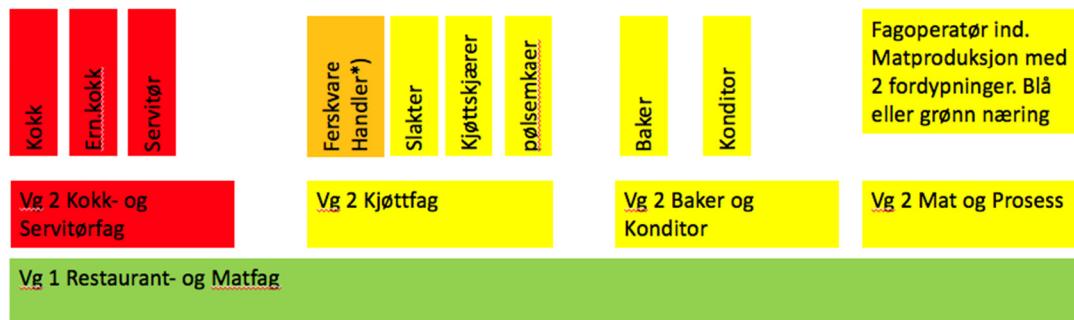 Kokk
Ern.kokk
Servitør
Ferskvare
Handler*)
Slakter
Kjøttskjærer
pølsemkaer
Baker
Konditor
Fagoperatør ind.
Matproduksjon med
2 fordypninger. Blå
eller grønn næring
Vg 2 Kokk- og
Servitørfag
Vg 2 Kjøttfag
Vg 2 Baker og
Konditor
Vg 2 Mat og Prosess
Vg 1 Restaurant- og Matfag